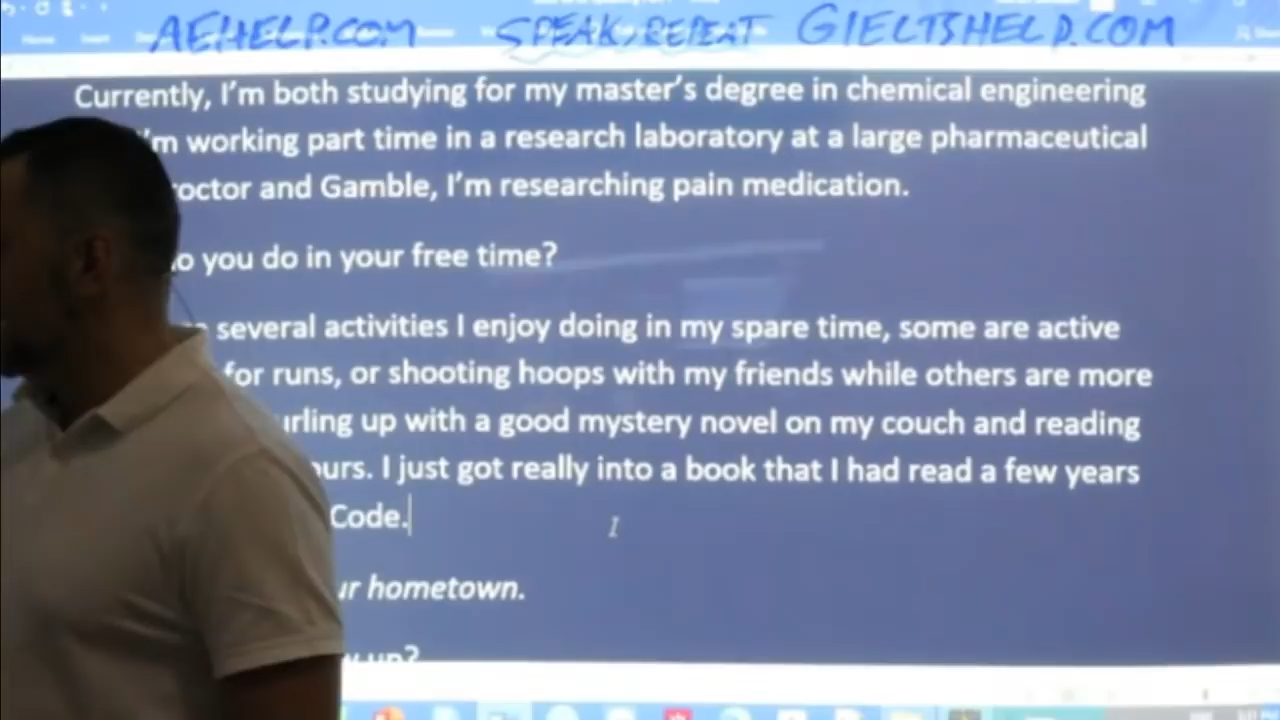 AEHELP.COM SPEAK, REPEAT GIELTSHELP.COM
Home Insert
Currently, I'm both studying for my master's degree in chemical engineering
I'm working part time in a research laboratory at a large pharmaceutical
roctor and Gamble, I'm researching pain medication.
o you do in your free time?
several activities I enjoy doing in my spare time, some are active
for runs, or shooting hoops with my friends while others are more
urling up with a good mystery novel on my couch and reading
ours. I just got really into a book that I had read a few years
Code.
ur hometown.
w up?